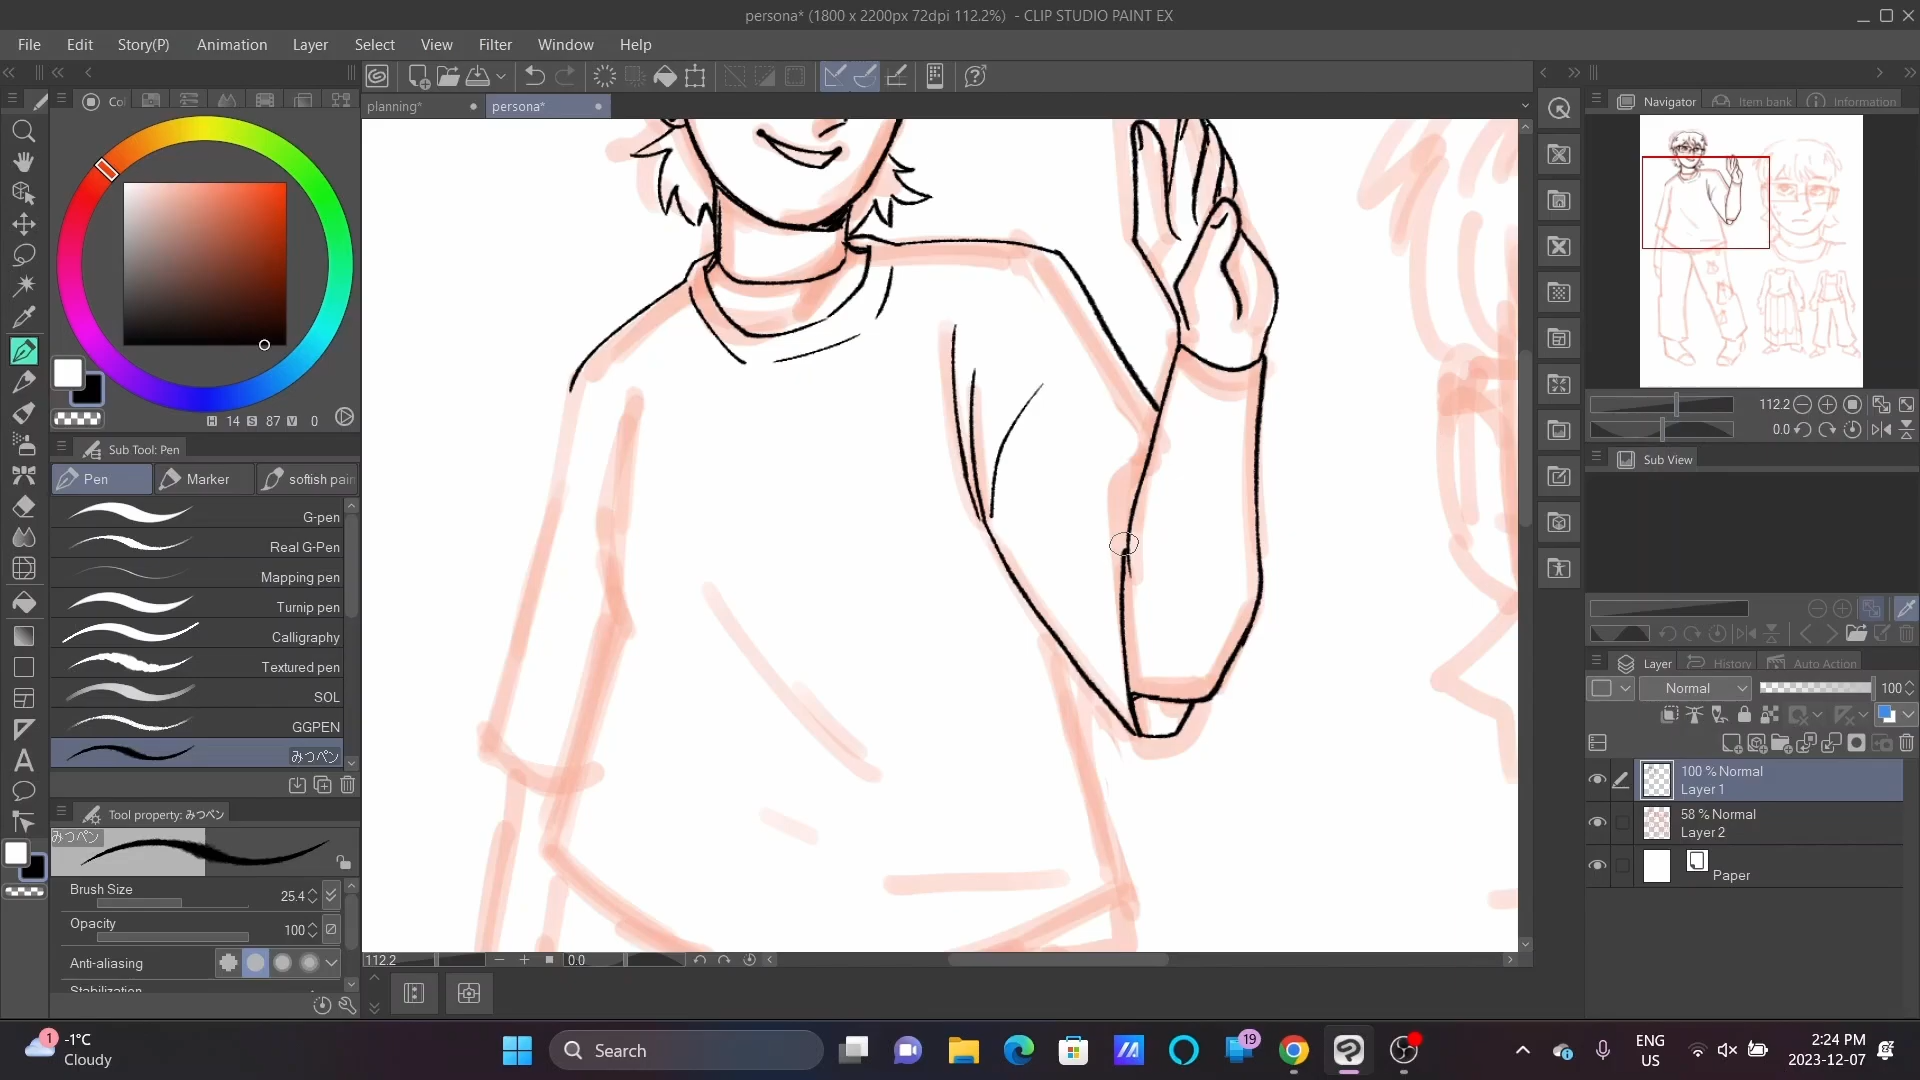 persona* (1800 x 2200px 72dpi 112.2%) - CLIP STUDIO PAINT EX
File Edit Story(P) Animation Layer Select View Filter Window Help
planning* persona*
Navigator Item bank Information
H 14 S 87 V 0
112.2
0.0
Sub Tool: Pen
Pen Marker softish pain
G-pen
Real G-Pen
Mapping pen
Turnip pen
Calligraphy
Textured pen
SOL
GGPEN
みつペン
Tool property: みつペン
みつペン
Brush Size 25.4
Opacity 100
Anti-aliasing
Stabilization
Sub View
Layer History Auto Action
Normal 100
100 % Normal
Layer 1
58 % Normal
Layer 2
Paper
112.2 0.0
1
-1°C
Cloudy
Search
19
ENG
US
2:24 PM
2023-12-07